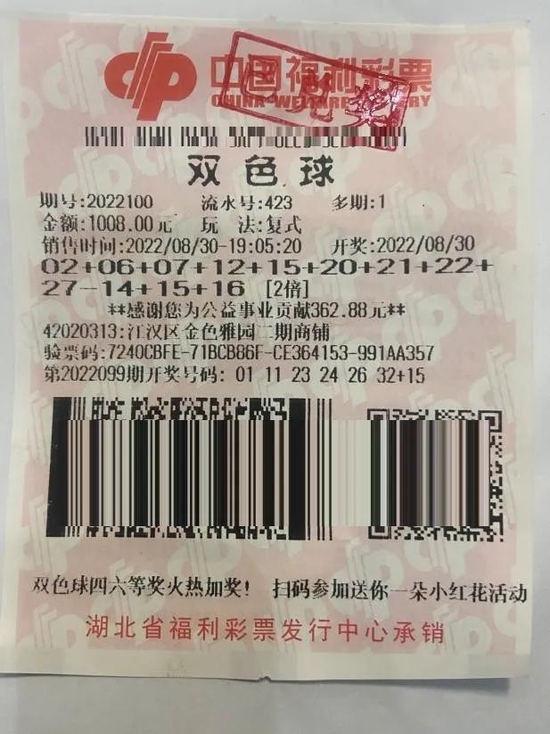 中国福利彩票
CHINA WELFARE LOTTERY
双色球
期号:2022100 流水号:423 多期:1
金额:1008.00元 玩 法:复式
销售时间:2022/08/30-19:05:20 开奖:2022/08/30
02+06+07+12+15+20+21+22+
27-14+15+16 [2倍]
**感谢您为公益事业贡献362.88元**
42020313:江汉区金色雅园二期商铺
验票码:7240CBFE-71BCB86F-CE364153-991AA357
第2022099期开奖号码: 01 11 23 24 26 32+15
双色球四六等奖火热加奖! 扫码参加送你一朵小红花活动
湖北省福利彩票发行中心承销